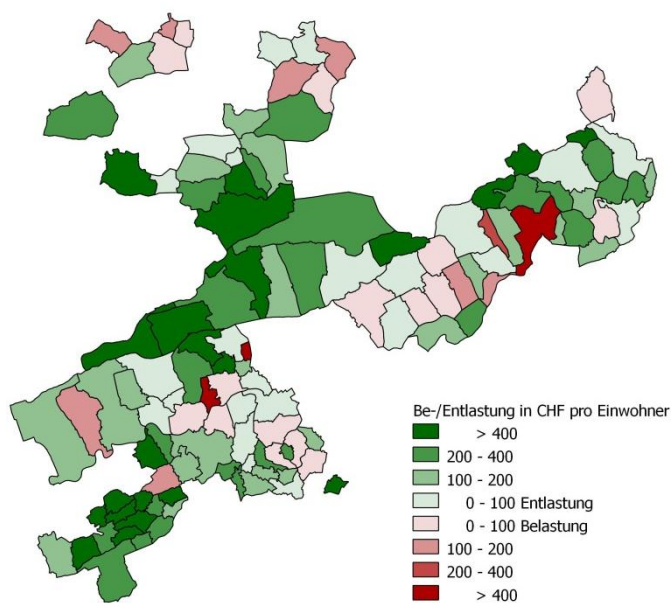 Be-/Entlastung in CHF pro Einwohner
> 400
200 - 400
100 - 200
0 - 100 Entlastung
0 - 100 Belastung
100 - 200
200 - 400
> 400